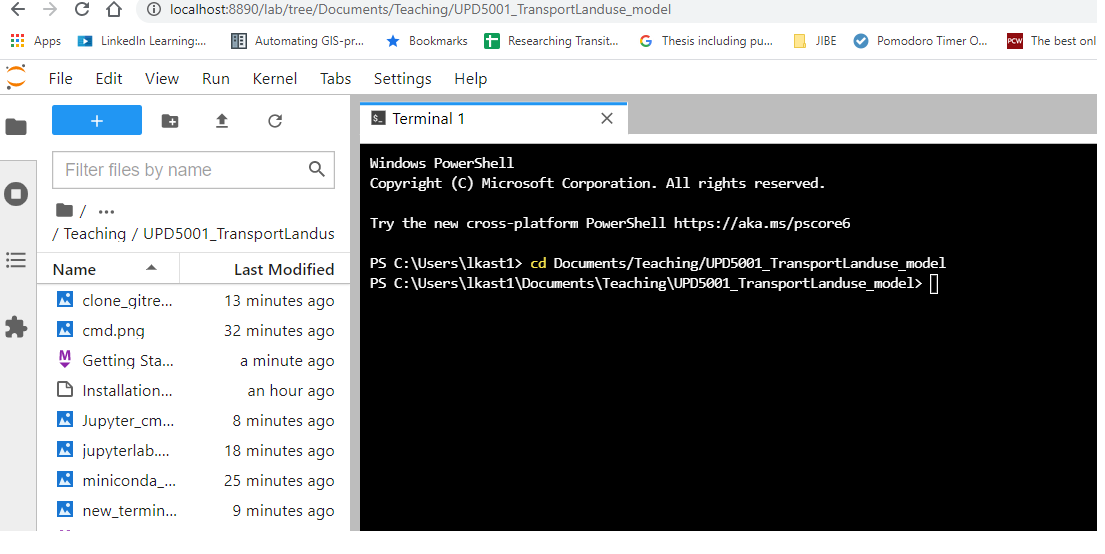 localhost:8890/lab/tree/Documents/Teaching/UPD5001_TransportLanduse_model
Apps LinkedIn Learning:... Automating GIS-pr... Bookmarks Researching Transit... Thesis including pu... JIBE Pomodoro Timer O... PCW The best onl
File Edit View Run Kernel Tabs Settings Help
+
$_ Terminal 1
Filter files by name
/ ...
/ Teaching / UPD5001_TransportLandus
Name Last Modified
clone_gitre... 13 minutes ago
cmd.png 32 minutes ago
M Getting Sta... a minute ago
Installation... an hour ago
Jupyter_cm... 8 minutes ago
jupyterlab.... 18 minutes ago
miniconda_... 25 minutes ago
new_termin... 9 minutes ago
Windows PowerShell
Copyright (C) Microsoft Corporation. All rights reserved.
Try the new cross-platform PowerShell https://aka.ms/pscore6
PS C:\Users\lkast1> cd Documents/Teaching/UPD5001_TransportLanduse_model
PS C:\Users\lkast1\Documents\Teaching\UPD5001_TransportLanduse_model>